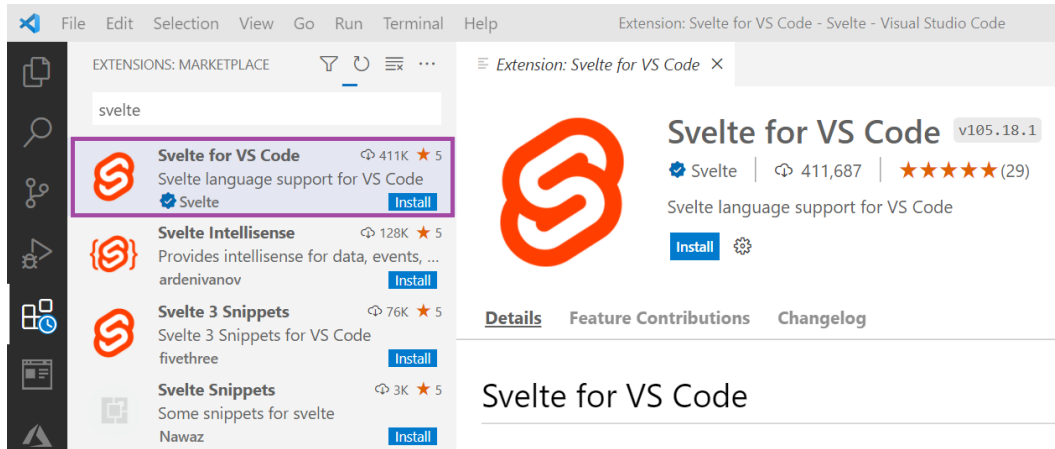 File Edit Selection View Go Run Terminal Help Extension: Svelte for VS Code - Svelte - Visual Studio Code
EXTENSIONS: MARKETPLACE
svelte
Svelte for VS Code 411K ★ 5
Svelte language support for VS Code
Svelte Install
Svelte Intellisense 128K ★ 5
Provides intellisense for data, events, ...
ardenivanov Install
Svelte 3 Snippets 76K ★ 5
Svelte 3 Snippets for VS Code
fivethree Install
Svelte Snippets 3K ★ 5
Some snippets for svelte
Nawaz Install
Extension: Svelte for VS Code
Svelte for VS Code v105.18.1
Svelte 411,687 ★★★★★(29)
Svelte language support for VS Code
Install
Details Feature Contributions Changelog
Svelte for VS Code